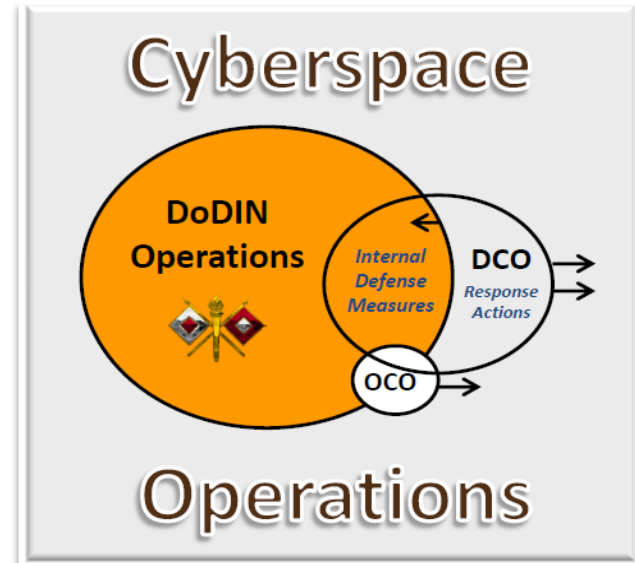 Cyberspace
DoDIN
Operations
Internal
Defense
Measures
DCO
Response
Actions
OCO
Operations